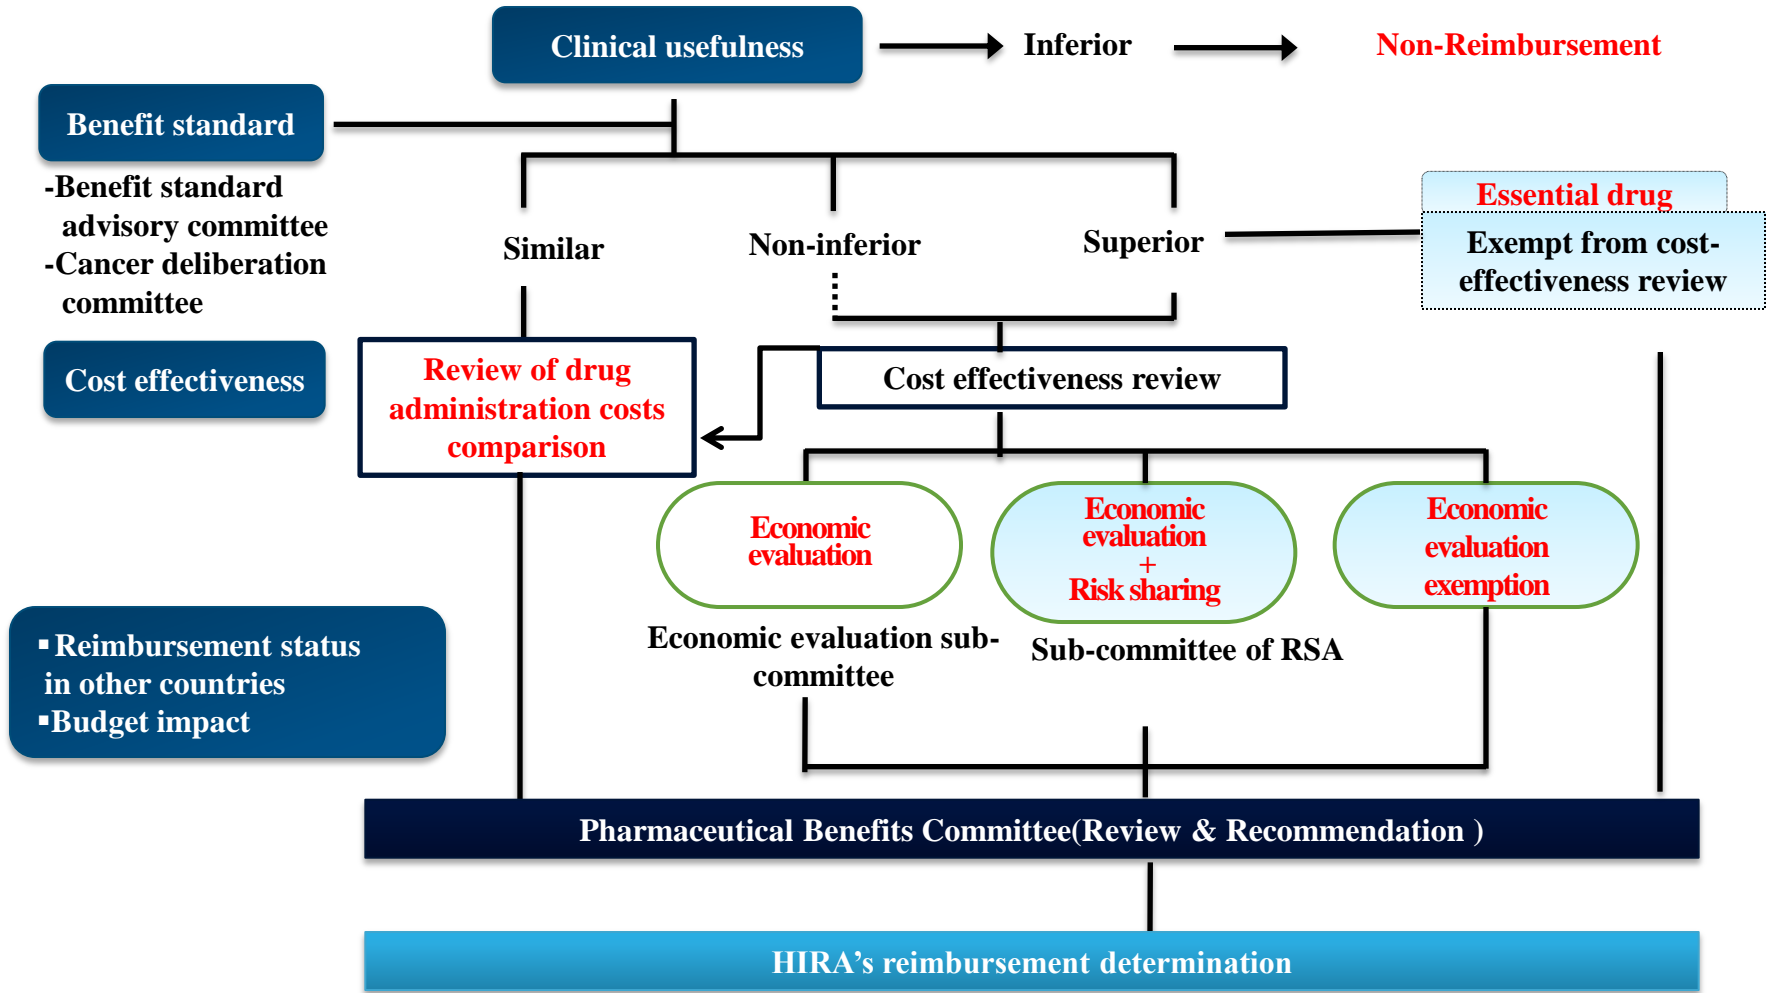 Clinical usefulness
Inferior
Non-Reimbursement
Benefit standard
-Benefit standard
advisory committee
-Cancer deliberation
committee
Similar
Non-inferior
Superior
Essential drug
Exempt from cost-
effectiveness review
Cost effectiveness
Review of drug
administration costs
comparison
Cost effectiveness review
Economic
evaluation
Economic
evaluation
+
Risk sharing
Economic
evaluation
exemption
Economic evaluation sub-
committee
Sub-committee of RSA
▪Reimbursement status
in other countries
▪Budget impact
Pharmaceutical Benefits Committee(Review & Recommendation )
HIRA’s reimbursement determination